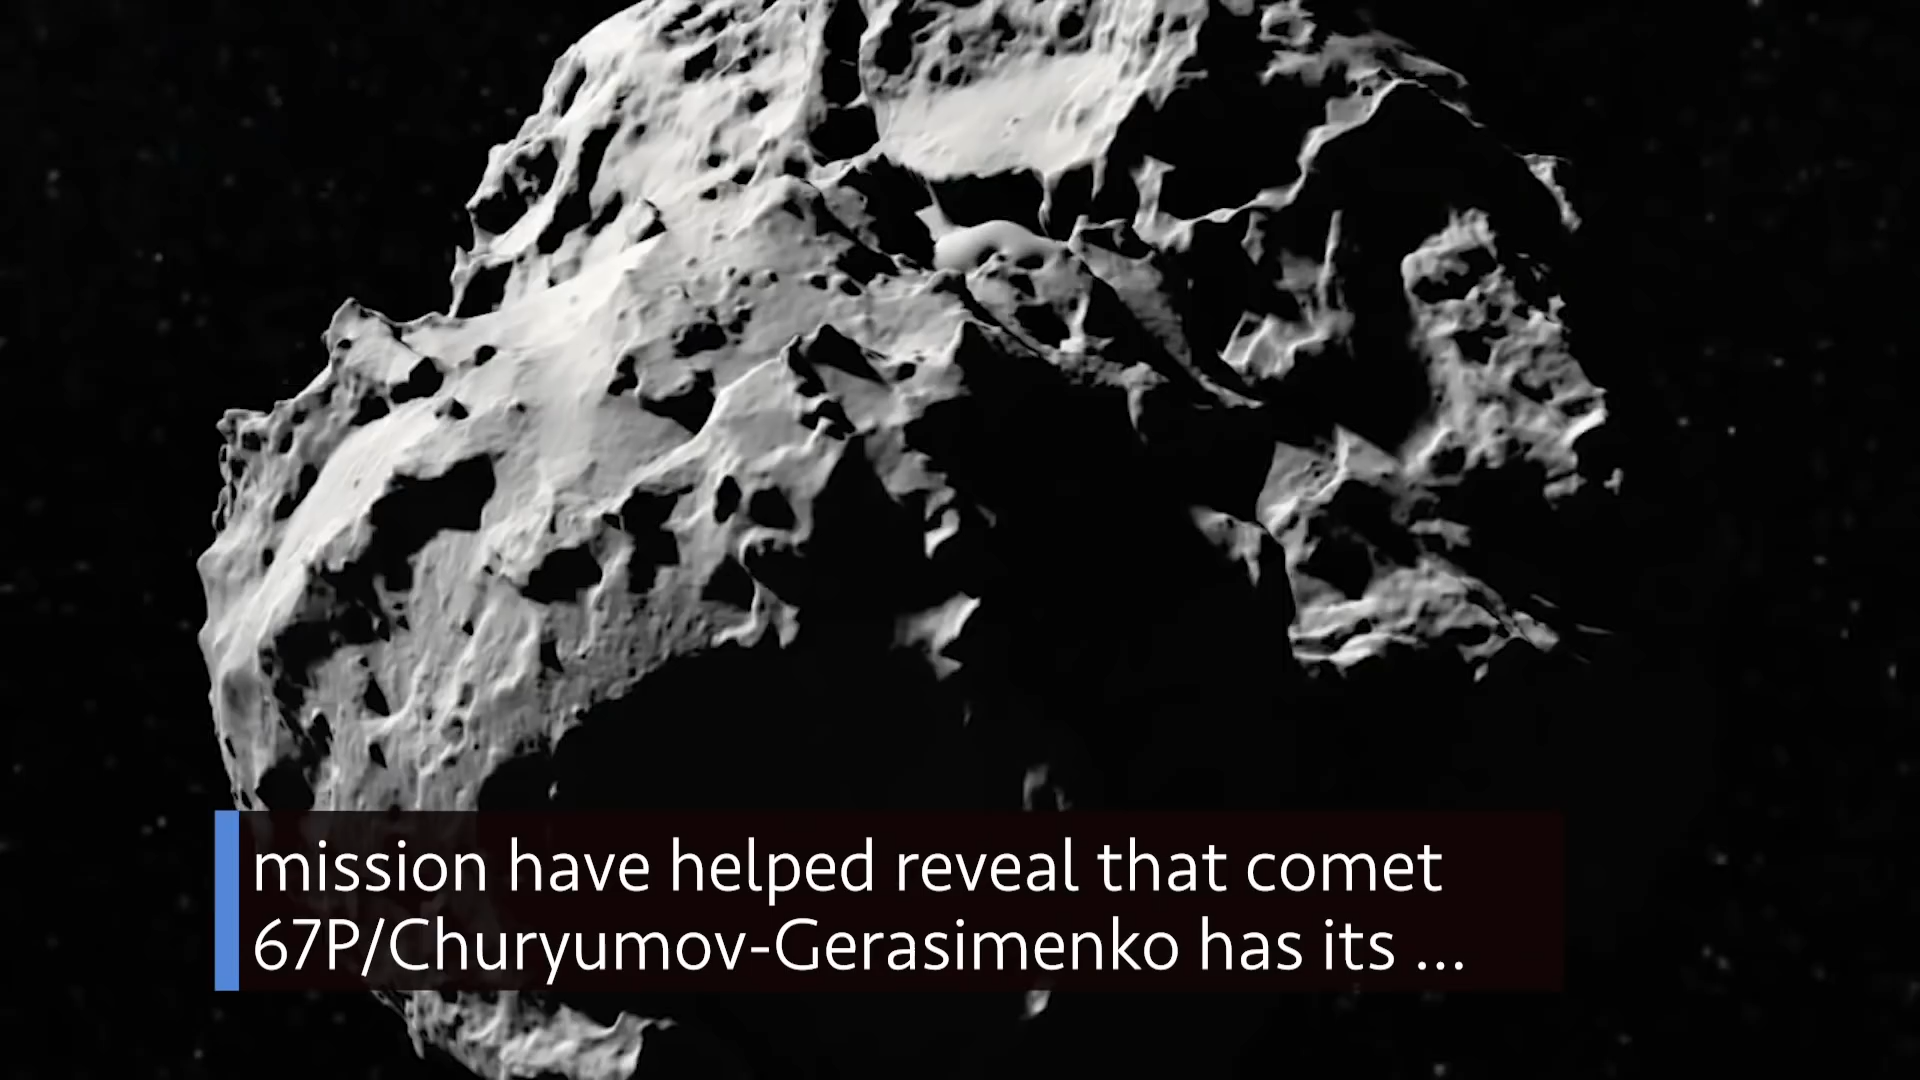 mission have helped reveal that comet
67P/Churyumov-Gerasimenko has its ...